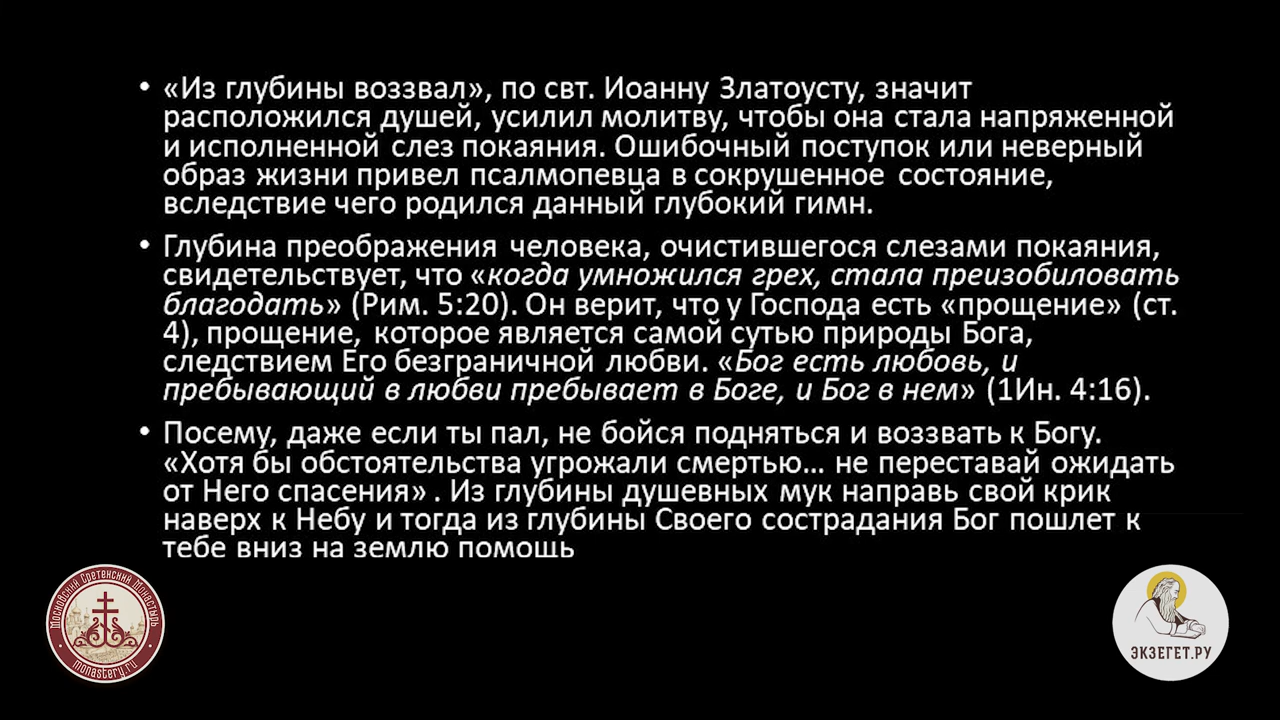 • «Из глубины воззвал», по свт. Иоанну Златоусту, значит
расположился душей, усилил молитву, чтобы она стала напряженной
и исполненной слез покаяния. Ошибочный поступок или неверный
образ жизни привел псалмопевца в сокрушенное состояние,
вследствие чего родился данный глубокий гимн.
• Глубина преображения человека, очистившегося слезами покаяния,
свидетельствует, что «когда умножился грех, стала преизобиловать
благодать» (Рим. 5:20). Он верит, что у Господа есть «прощение» (ст.
4), прощение, которое является самой сутью природы Бога,
следствием Его безграничной любви. «Бог есть любовь, и
пребывающий в любви пребывает в Боге, и Бог в нем» (1Ин. 4:16).
• Посему, даже если ты пал, не бойся подняться и воззвать к Богу.
«Хотя бы обстоятельства угрожали смертью... не переставай ожидать
от Него спасения» . Из глубины душевных мук направь свой крик
наверх к Небу и тогда из глубины Своего сострадания Бог пошлет к
тебе вниз на землю помощь
Московский Сретенский Монастырь
monastery.ru
ЭКЗЕГЕТ.РУ